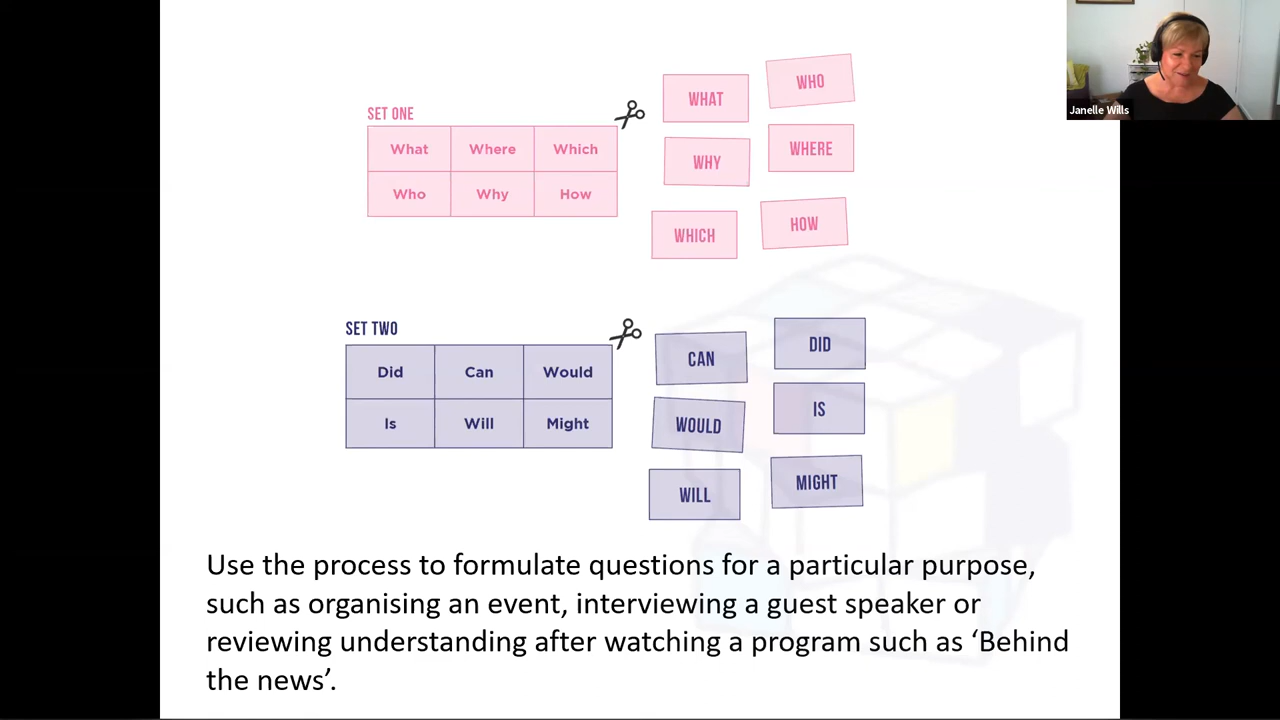 SET ONE
What Where Which
Who Why How
WHAT
WHO
WHY
WHERE
WHICH
HOW
SET TWO
Did Can Would
Is Will Might
CAN
DID
WOULD
IS
WILL
MIGHT
Use the process to formulate questions for a particular purpose,
such as organising an event, interviewing a guest speaker or
reviewing understanding after watching a program such as ‘Behind
the news’.
Janelle Wills